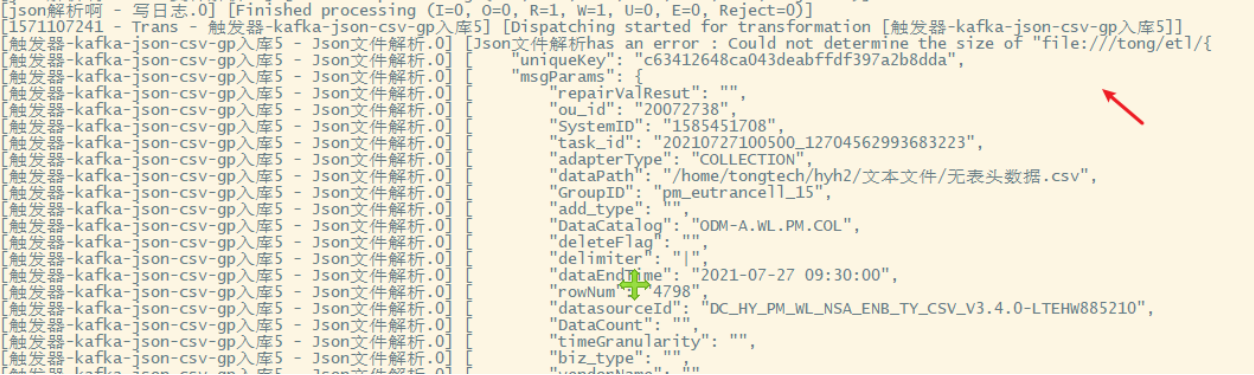 [json解析啊 - 写日志.0] [Finished processing (I=0, O=0, R=1, W=1, U=0, E=0, Reject=0)]
[1571107241 - Trans - 触发器-kafka-json-csv-gp入库5] [Dispatching started for transformation [触发器-kafka-json-csv-gp入库5]]
[触发器-kafka-json-csv-gp入库5 - Json文件解析.0] [Json文件解析has an error : Could not determine the size of "file:///tong/etl/{
[触发器-kafka-json-csv-gp入库5 - Json文件解析.0] [    "uniqueKey": "c63412648ca043deabffdf397a2b8dda",
[触发器-kafka-json-csv-gp入库5 - Json文件解析.0] [    "msgParams": {
[触发器-kafka-json-csv-gp入库5 - Json文件解析.0] [        "repairValResut": "",
[触发器-kafka-json-csv-gp入库5 - Json文件解析.0] [        "ou_id": "20072738",
[触发器-kafka-json-csv-gp入库5 - Json文件解析.0] [        "SystemID": "1585451708",
[触发器-kafka-json-csv-gp入库5 - Json文件解析.0] [        "task_id": "20210727100500_12704562993683223",
[触发器-kafka-json-csv-gp入库5 - Json文件解析.0] [        "adapterType": "COLLECTION",
[触发器-kafka-json-csv-gp入库5 - Json文件解析.0] [        "dataPath": "/home/tongtech/hyh2/文本文件/无表头数据.csv",
[触发器-kafka-json-csv-gp入库5 - Json文件解析.0] [        "GroupID": "pm_eutrancell_15",
[触发器-kafka-json-csv-gp入库5 - Json文件解析.0] [        "add_type": "",
[触发器-kafka-json-csv-gp入库5 - Json文件解析.0] [        "DataCatalog": "ODM-A.WL.PM.COL",
[触发器-kafka-json-csv-gp入库5 - Json文件解析.0] [        "deleteFlag": "",
[触发器-kafka-json-csv-gp入库5 - Json文件解析.0] [        "delimiter": "|",
[触发器-kafka-json-csv-gp入库5 - Json文件解析.0] [        "dataEndTime": "2021-07-27 09:30:00",
[触发器-kafka-json-csv-gp入库5 - Json文件解析.0] [        "rowNum": "4798",
[触发器-kafka-json-csv-gp入库5 - Json文件解析.0] [        "datasourceId": "DC_HY_PM_WL_NSA_ENB_TY_CSV_V3.4.0-LTEHW885210",
[触发器-kafka-json-csv-gp入库5 - Json文件解析.0] [        "DataCount": "",
[触发器-kafka-json-csv-gp入库5 - Json文件解析.0] [        "timeGranularity": "",
[触发器-kafka-json-csv-gp入库5 - Json文件解析.0] [        "biz_type": "",
[触发器-kafka-json-csv-gp入库5 - Json文件解析.0] [        "vendorName": ""